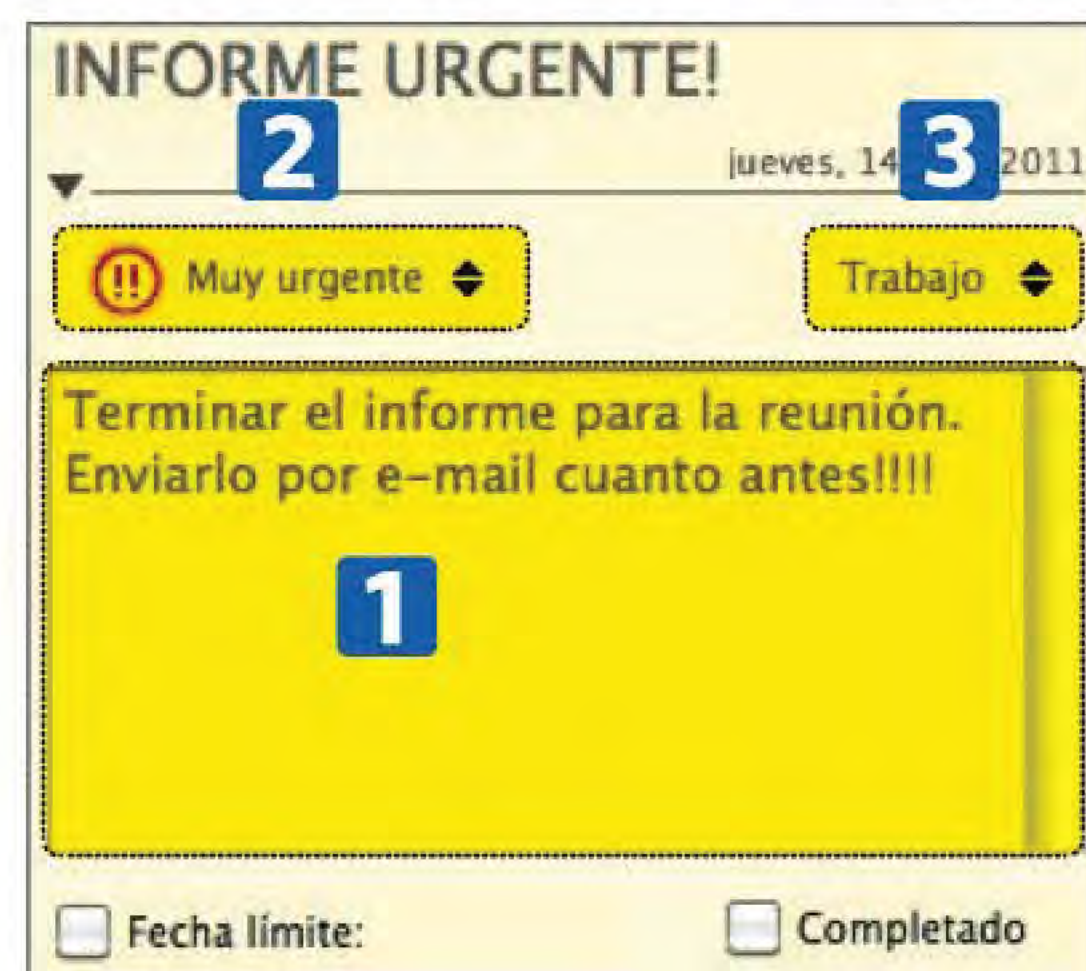 INFORME URGENTE!
2
3
jueves, 14 2011
Muy urgente
Trabajo
Terminar el informe para la reunión.
Enviarlo por e-mail cuanto antes!!!!
1
Fecha límite:
Completado